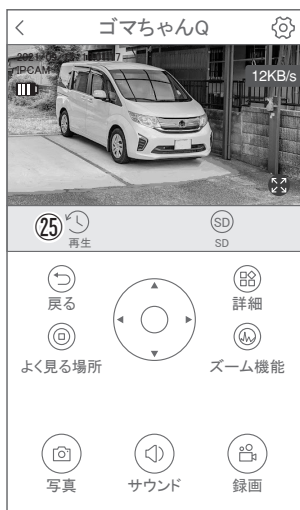 ゴマちゃんQ
IPCAM
12KB/s
㉕
再生
SD
SD
戻る
詳細
よく見る場所
ズーム機能
写真
サウンド
録画